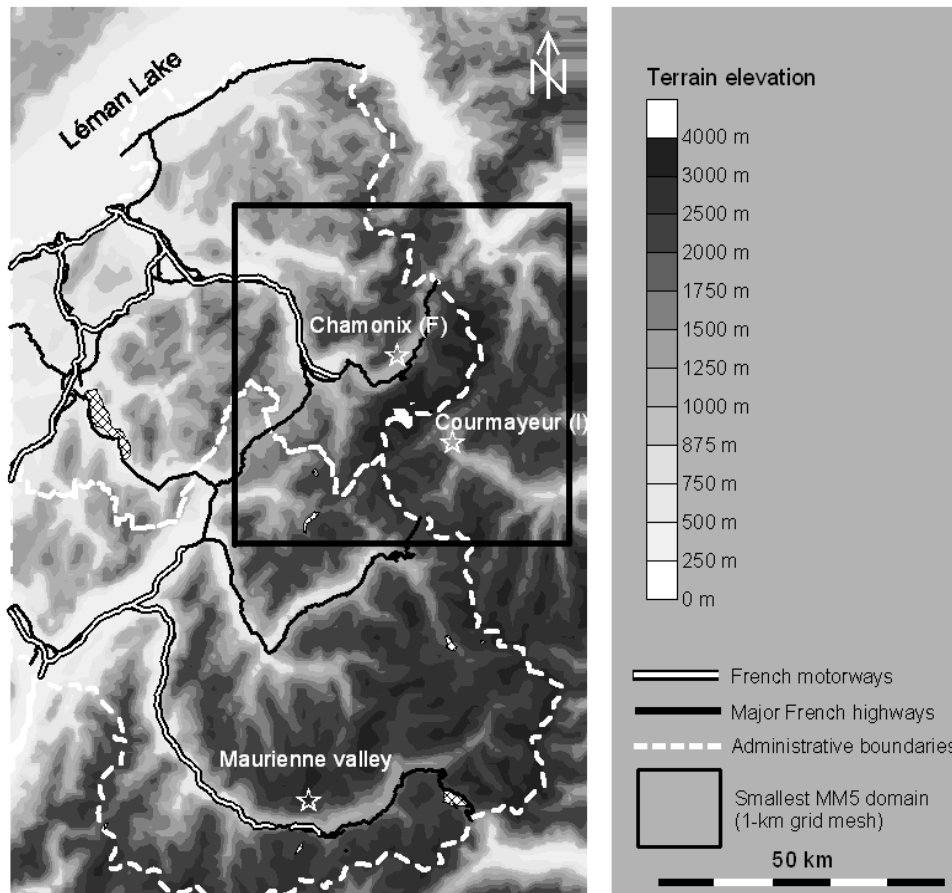 Léman Lake
N
Chamonix (F)
Courmayeur (I)
Maurienne valley
Terrain elevation
4000 m
3000 m
2500 m
2000 m
1750 m
1500 m
1250 m
1000 m
875 m
750 m
500 m
250 m
0 m
French motorways
Major French highways
Administrative boundaries
Smallest MM5 domain
(1-km grid mesh)
50 km